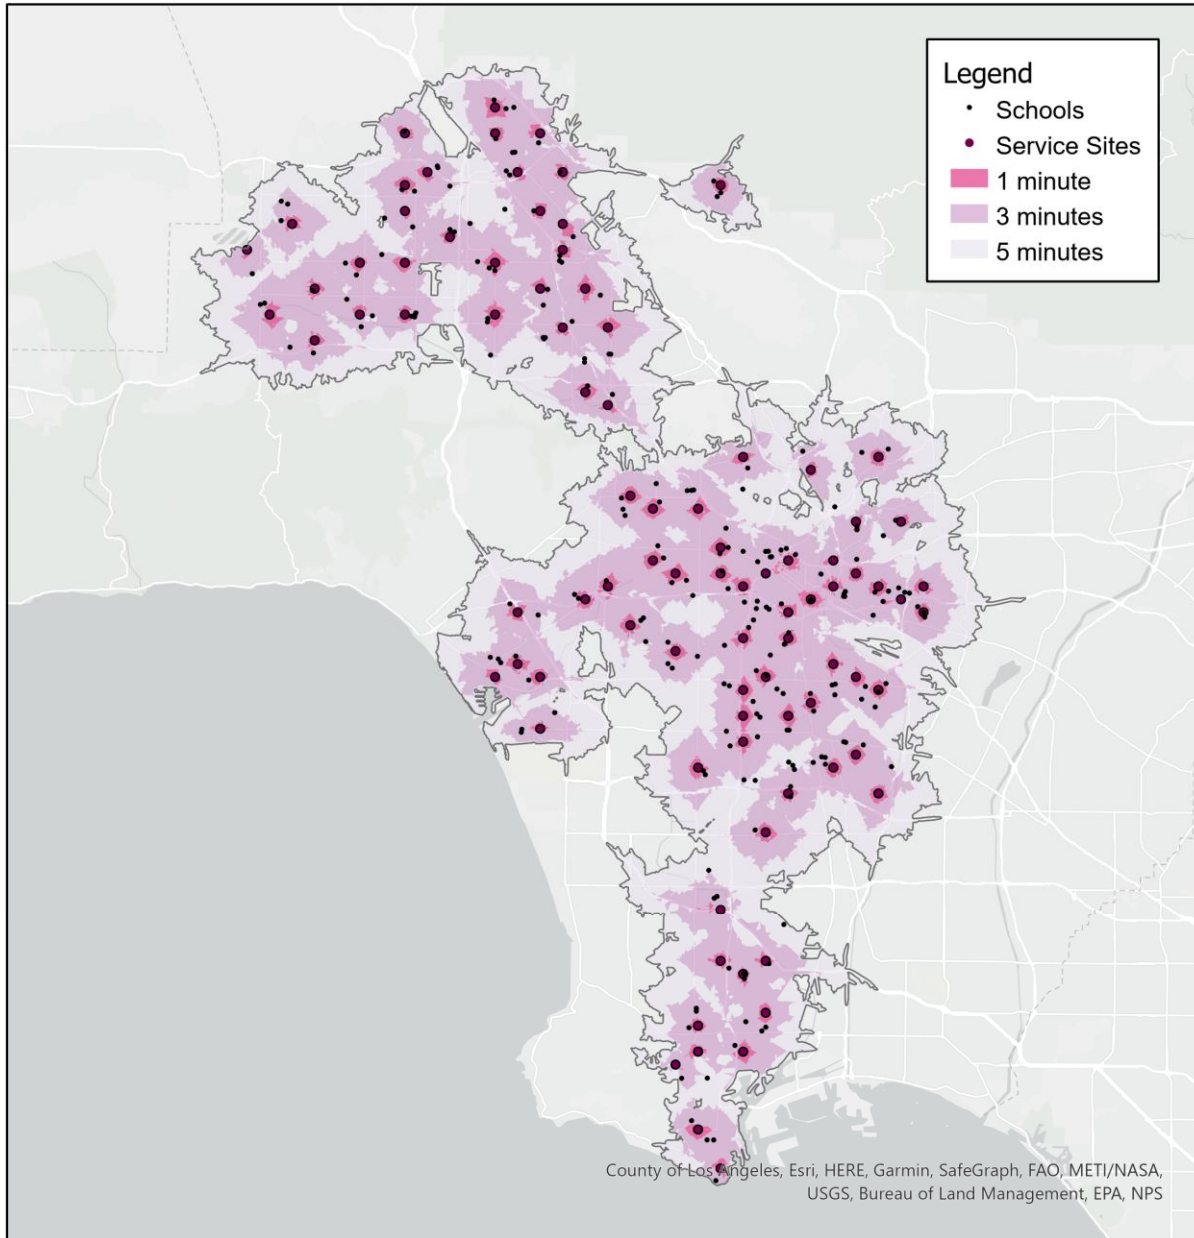 Legend
Schools
Service Sites
1 minute
3 minutes
5 minutes
County of Los Angeles, Esri, HERE, Garmin, SafeGraph, FAO, METI/NASA,
USGS, Bureau of Land Management, EPA, NPS